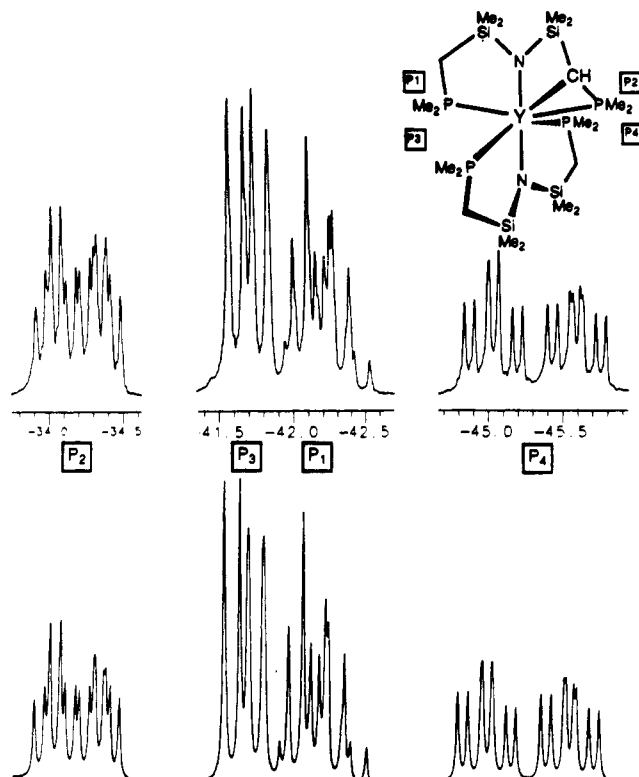 Me2 Me2
Si Si
N
CH
P1 P2
Me2P PMe2
Y PMe2
P3 P4
Me2P
N
Si
Me2
Si
Me2
-34.0 -34.5 41.5 -42.0 -42.5 -45.0 -45.5
P2 P3 P1 P4